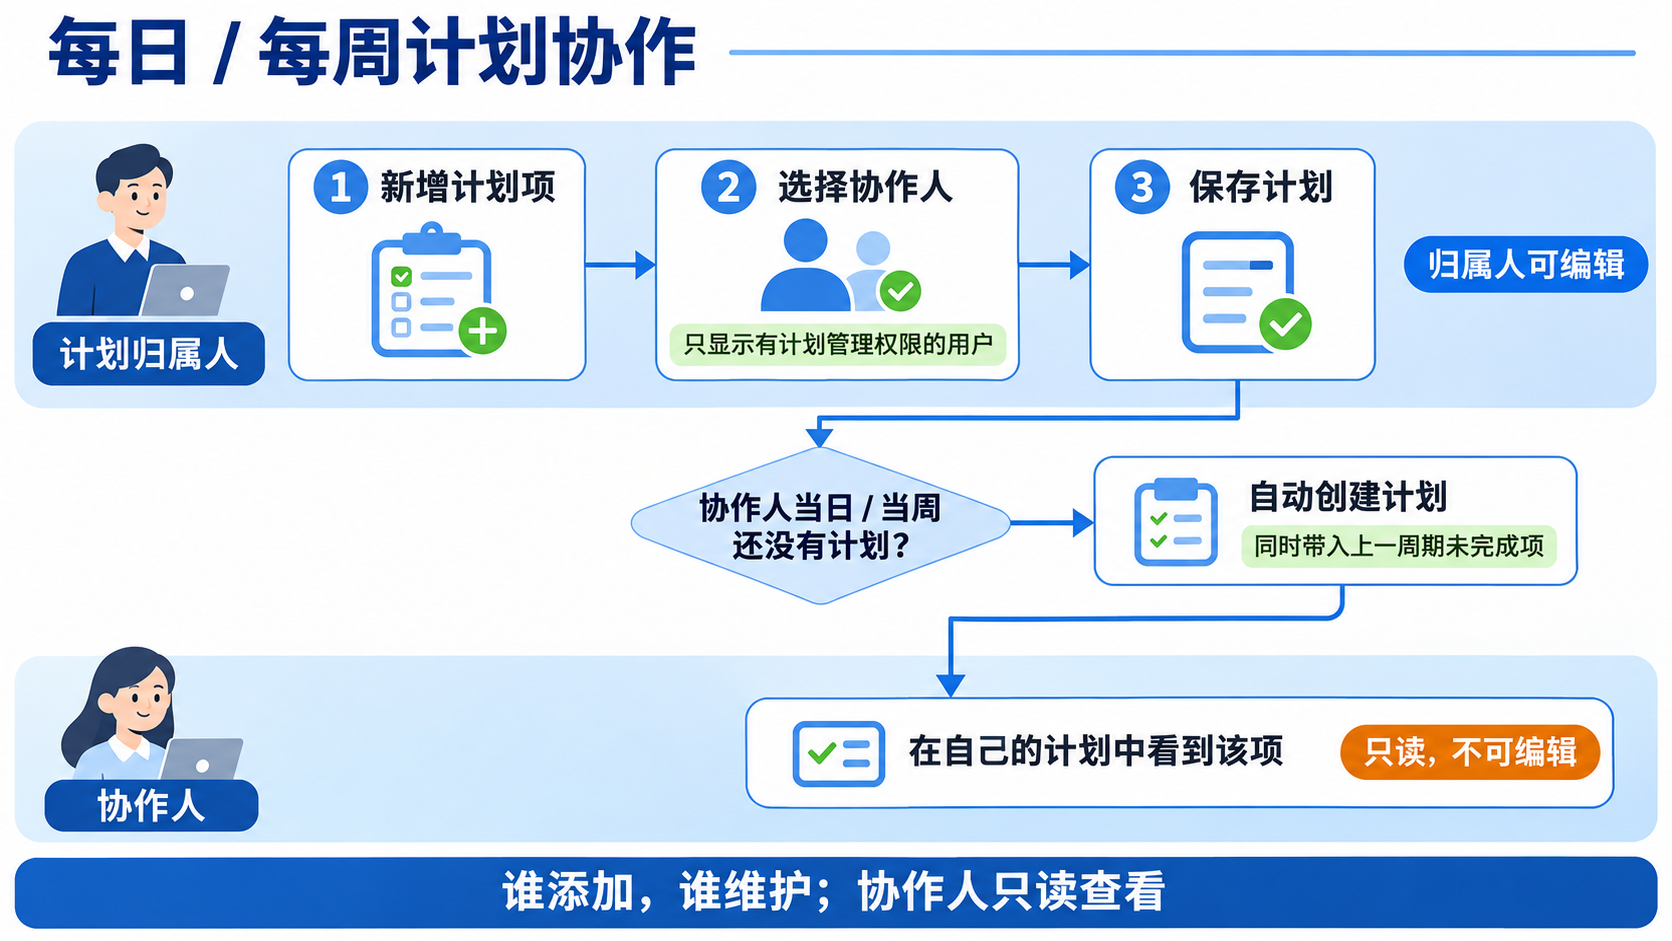 每日 / 每周计划协作
1 新增计划项
2 选择协作人
只显示有计划管理权限的用户
3 保存计划
归属人可编辑
计划归属人
协作人当日 / 当周
还没有计划？
自动创建计划
同时带入上一周期未完成项
在自己的计划中看到该项
只读，不可编辑
协作人
谁添加，谁维护；协作人只读查看